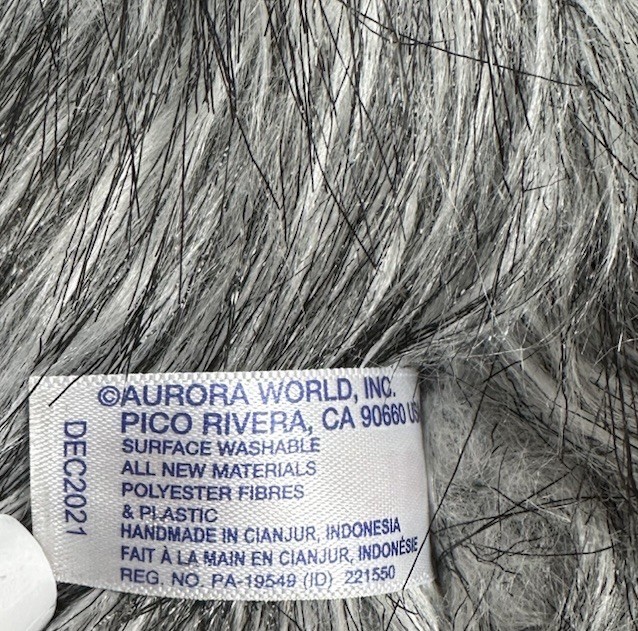 ©AURORA WORLD, INC.
PICO RIVERA, CA 90660 US
SURFACE WASHABLE
ALL NEW MATERIALS
POLYESTER FIBRES
& PLASTIC
HANDMADE IN CIANJUR, INDONESIA
FAIT À LA MAIN EN CIANJUR, INDONÉSIE
REG. NO. PA-19549 (ID) 221550
DEC2021